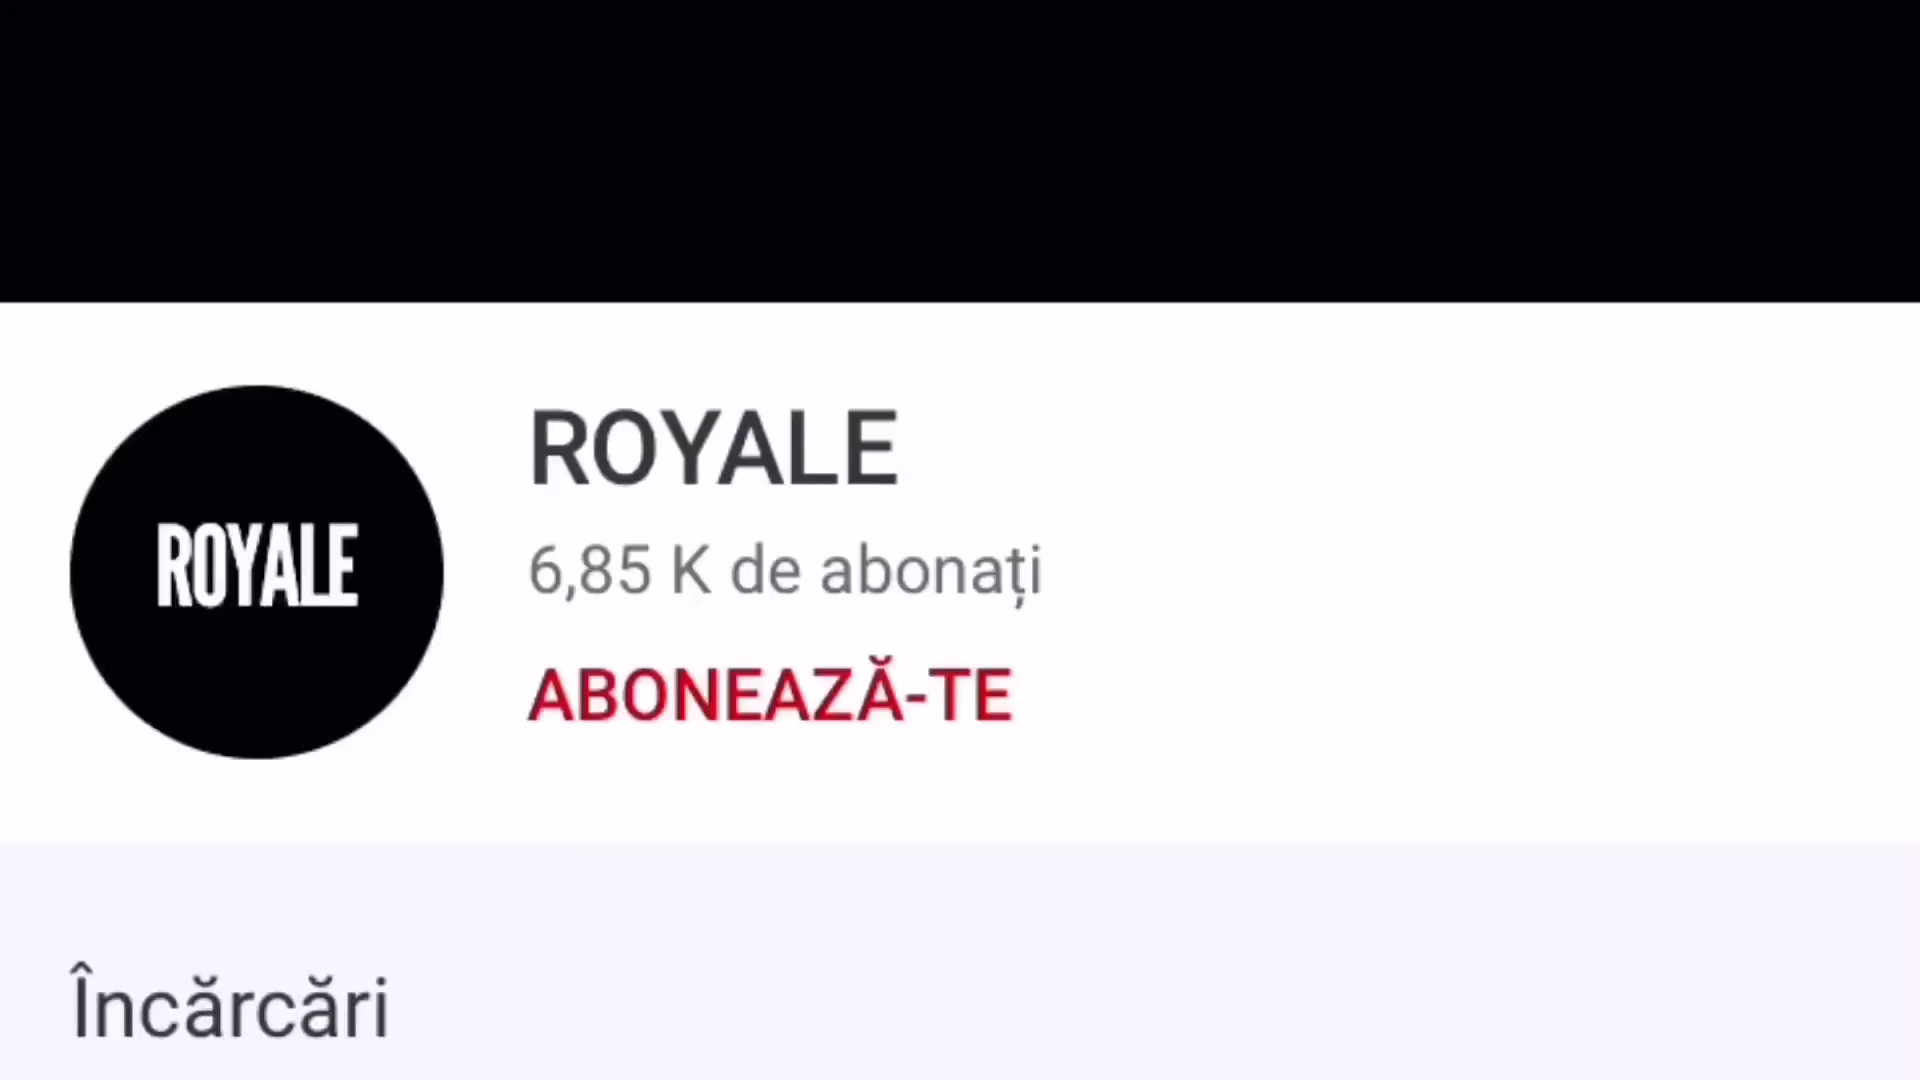 ROYALE
ROYALE
6,85 K de abonați
ABONEAZĂ-TE
Încărcări